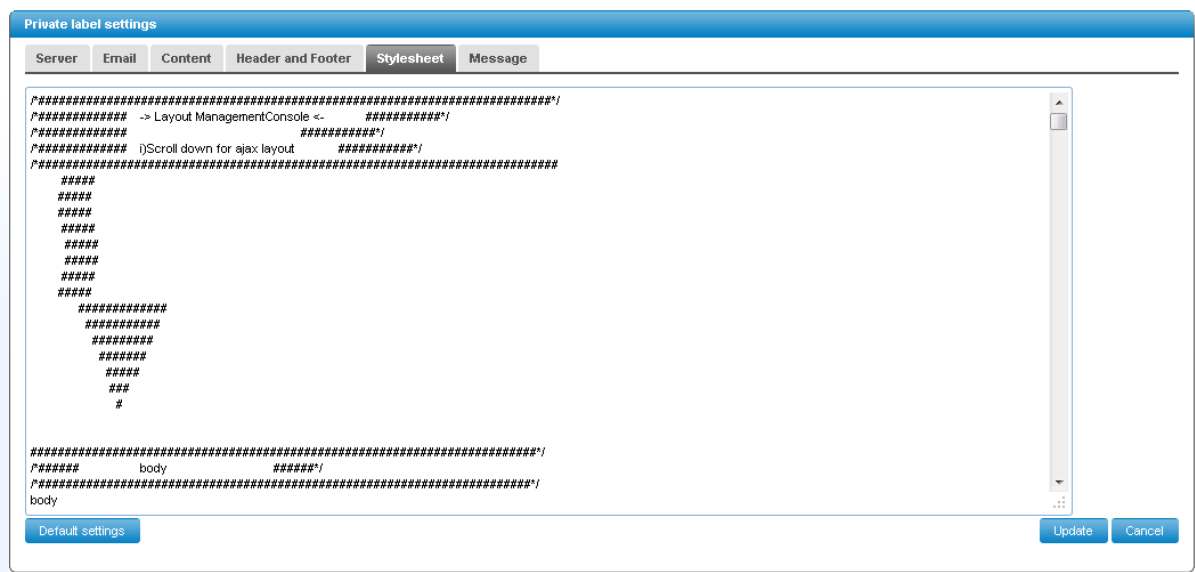 Private label settings
Server Email Content Header and Footer Stylesheet Message
/*###########################################################################*/
/*############# -> Layout ManagementConsole <- ###########*/
/*############# ###########*/
/*############# i)Scroll down for ajax layout ###########*/
/*############################################################################
#####
#####
#####
#####
#####
#####
#####
#####
#############
###########
#########
#######
#####
###
#
##########################################################################*/
/*###### body ######*/
/*########################################################################*/
body
Default settings Update Cancel